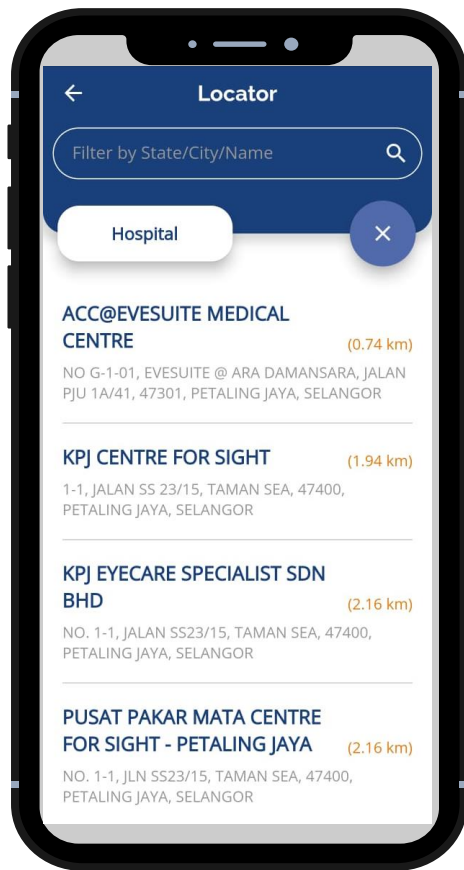 Locator
Filter by State/City/Name
Hospital
ACC@EVESUITE MEDICAL
CENTRE
(0.74 km)
NO G-1-01, EVESUITE @ ARA DAMANSARA, JALAN
PJU 1A/41, 47301, PETALING JAYA, SELANGOR
KPJ CENTRE FOR SIGHT
(1.94 km)
1-1, JALAN SS 23/15, TAMAN SEA, 47400,
PETALING JAYA, SELANGOR
KPJ EYECARE SPECIALIST SDN
BHD
(2.16 km)
NO. 1-1, JALAN SS23/15, TAMAN SEA, 47400,
PETALING JAYA, SELANGOR
PUSAT PAKAR MATA CENTRE
FOR SIGHT - PETALING JAYA
(2.16 km)
NO. 1-1, JLN SS23/15, TAMAN SEA, 47400,
PETALING JAYA, SELANGOR